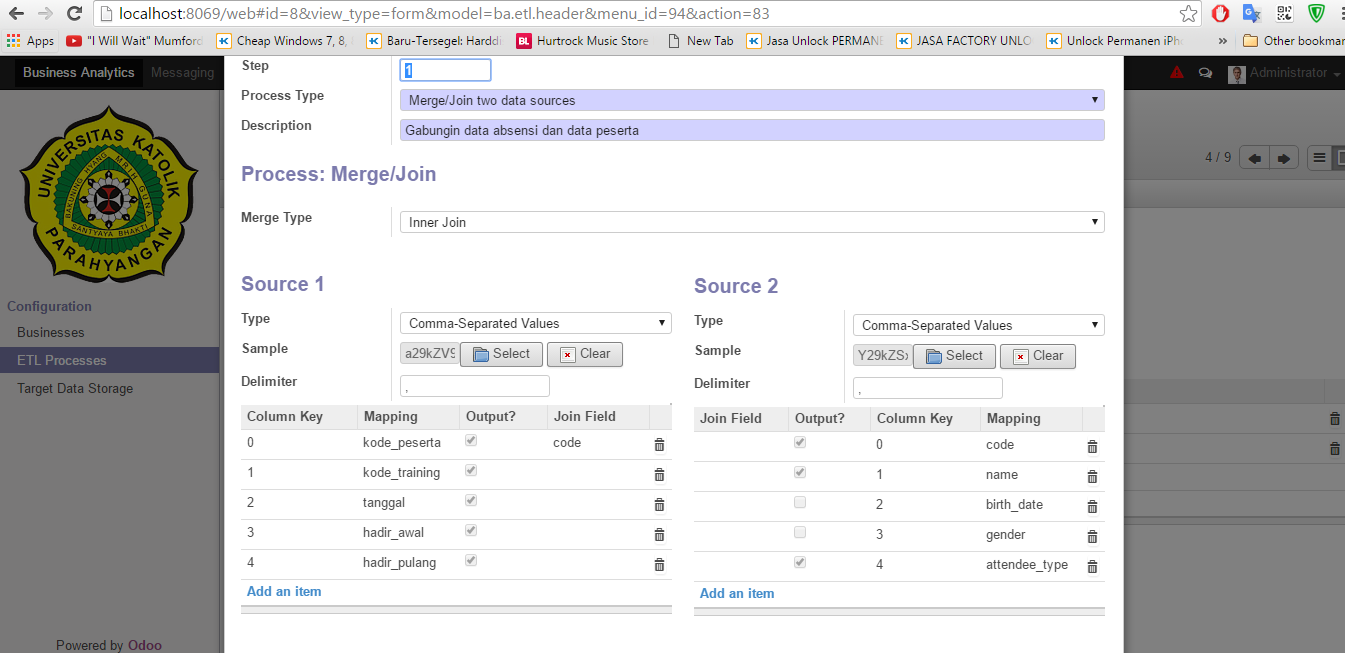 localhost:8069/web#id=8&view_type=form&model=ba.etl.header&menu_id=94&action=83
Apps "I Will Wait" Mumford Cheap Windows 7, 8, Baru-Tersegel: Harddi Hurtrock Music Store New Tab Jasa Unlock PERMANE JASA FACTORY UNLO Unlock Permanen iPh » Other bookmar
Business Analytics Messaging Administrator
UNIVERSITAS KATOLIK
PARAHYANGAN
BAKUNING HYANG MRIH GUNA
SANTYAYA BHAKTI
Configuration
Businesses
ETL Processes
Target Data Storage
Powered by Odoo
4 / 9
Step 1
Process Type Merge/Join two data sources
Description Gabungin data absensi dan data peserta
Process: Merge/Join
Merge Type Inner Join
Source 1
Type Comma-Separated Values
Sample a29kZV9 Select Clear
Delimiter ,
Column Key Mapping Output? Join Field
0 kode_peserta code
1 kode_training
2 tanggal
3 hadir_awal
4 hadir_pulang
Add an item
Source 2
Type Comma-Separated Values
Sample Y29kZSx Select Clear
Delimiter ,
Join Field Output? Column Key Mapping
0 code
1 name
2 birth_date
3 gender
4 attendee_type
Add an item